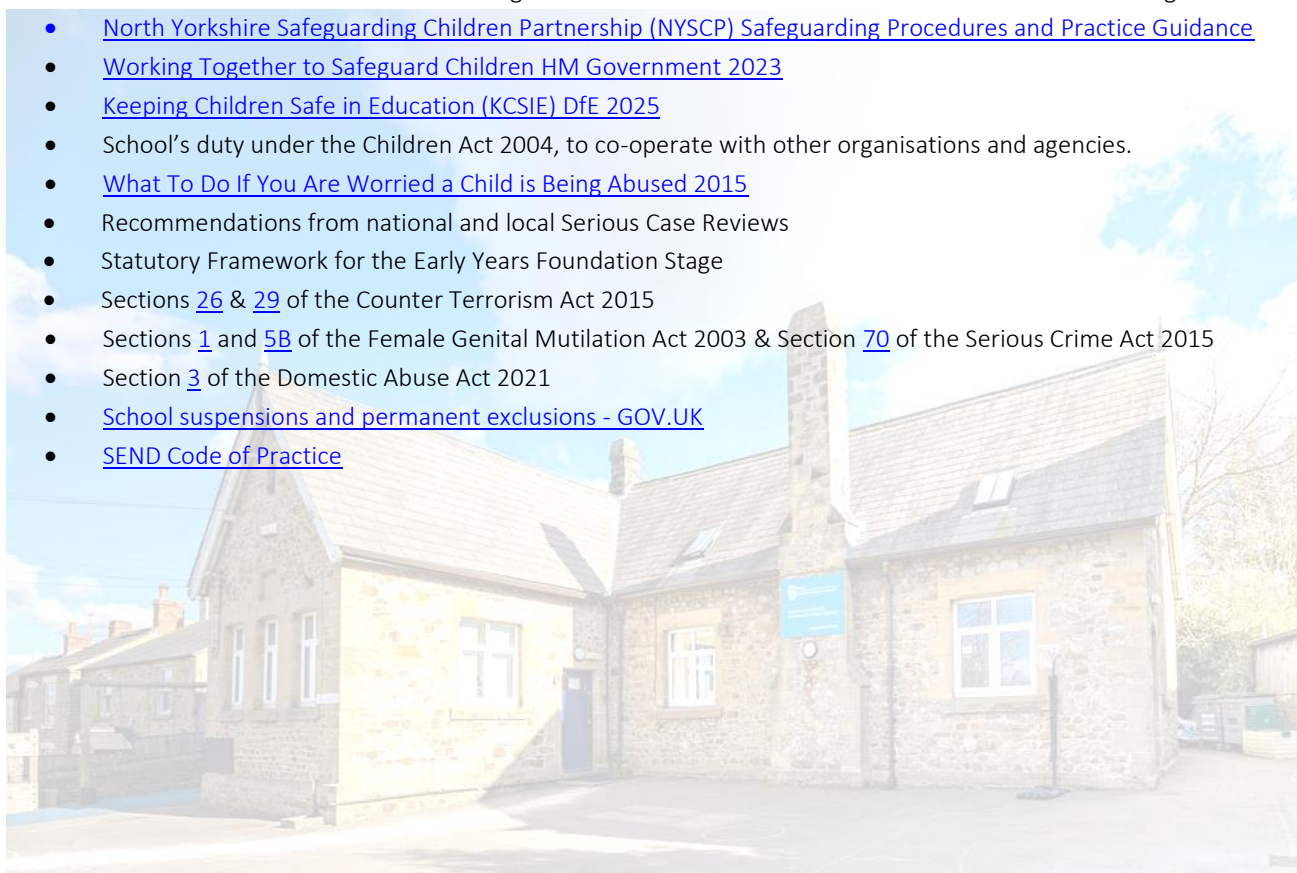 • North Yorkshire Safeguarding Children Partnership (NYSCP) Safeguarding Procedures and Practice Guidance
• Working Together to Safeguard Children HM Government 2023
• Keeping Children Safe in Education (KCSIE) DfE 2025
• School’s duty under the Children Act 2004, to co-operate with other organisations and agencies.
• What To Do If You Are Worried a Child is Being Abused 2015
• Recommendations from national and local Serious Case Reviews
• Statutory Framework for the Early Years Foundation Stage
• Sections 26 & 29 of the Counter Terrorism Act 2015
• Sections 1 and 5B of the Female Genital Mutilation Act 2003 & Section 70 of the Serious Crime Act 2015
• Section 3 of the Domestic Abuse Act 2021
• School suspensions and permanent exclusions - GOV.UK
• SEND Code of Practice